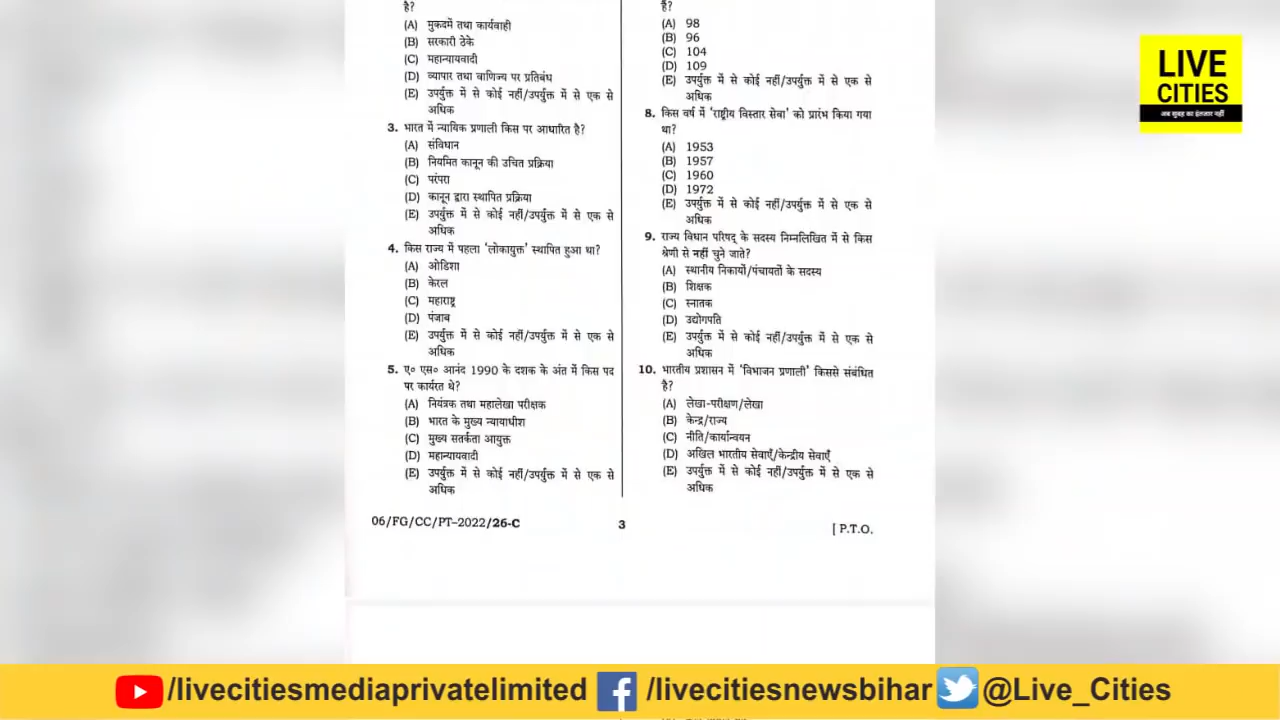 है?
(A) मुकदमें तथा कार्यवाही
(B) सरकारी ठेके
(C) महान्यायवादी
(D) व्यापार तथा वाणिज्य पर प्रतिबंध
(E) उपर्युक्त में से कोई नहीं/उपर्युक्त में से एक से
अधिक
3. भारत में न्यायिक प्रणाली किस पर आधारित है?
(A) संविधान
(B) नियमित कानून की उचित प्रक्रिया
(C) परंपरा
(D) कानून द्वारा स्थापित प्रक्रिया
(E) उपर्युक्त में से कोई नहीं/उपर्युक्त में से एक से
अधिक
4. किस राज्य में पहला ‘लोकायुक्त’ स्थापित हुआ था?
(A) ओडिशा
(B) केरल
(C) महाराष्ट्र
(D) पंजाब
(E) उपर्युक्त में से कोई नहीं/उपर्युक्त में से एक से
अधिक
5. ए॰ एस॰ आनंद 1990 के दशक के अंत में किस पद
पर कार्यरत थे?
(A) नियंत्रक तथा महालेखा परीक्षक
(B) भारत के मुख्य न्यायाधीश
(C) मुख्य सतर्कता आयुक्त
(D) महान्यायवादी
(E) उपर्युक्त में से कोई नहीं/उपर्युक्त में से एक से
अधिक
है?
(A) 98
(B) 96
(C) 104
(D) 109
(E) उपर्युक्त में से कोई नहीं/उपर्युक्त में से एक से
अधिक
8. किस वर्ष में ‘राष्ट्रीय विस्तार सेवा’ को प्रारंभ किया गया
था?
(A) 1953
(B) 1957
(C) 1960
(D) 1972
(E) उपर्युक्त में से कोई नहीं/उपर्युक्त में से एक से
अधिक
9. राज्य विधान परिषद् के सदस्य निम्नलिखित में से किस
श्रेणी से नहीं चुने जाते?
(A) स्थानीय निकायों/पंचायतों के सदस्य
(B) शिक्षक
(C) स्नातक
(D) उद्योगपति
(E) उपर्युक्त में से कोई नहीं/उपर्युक्त में से एक से
अधिक
10. भारतीय प्रशासन में ‘विभाजन प्रणाली’ किससे संबंधित
है?
(A) लेखा-परीक्षण/लेखा
(B) केन्द्र/राज्य
(C) नीति/कार्यान्वयन
(D) अखिल भारतीय सेवाएँ/केन्द्रीय सेवाएँ
(E) उपर्युक्त में से कोई नहीं/उपर्युक्त में से एक से
अधिक
06/FG/CC/PT–2022/26-C
3
[ P.T.O.
LIVE
CITIES
अब सुबह का इंतजार नहीं
/livecitiesmediaprivatelimited /livecitiesnewsbihar @Live_Cities